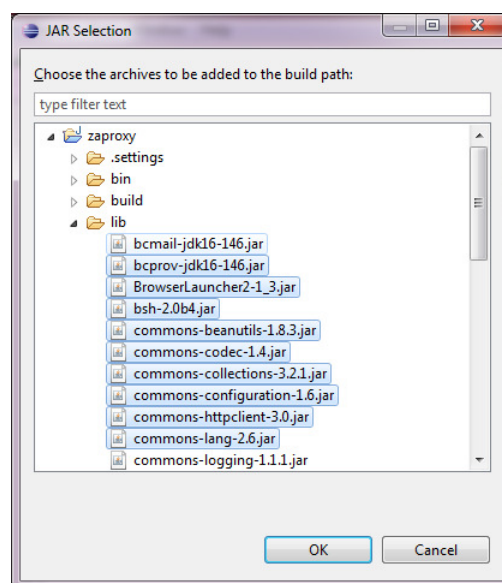 JAR Selection
Choose the archives to be added to the build path:
type filter text
zaproxy
.settings
bin
build
lib
bcmail-jdk16-146.jar
bcprov-jdk16-146.jar
BrowserLauncher2-1_3.jar
bsh-2.0b4.jar
commons-beanutils-1.8.3.jar
commons-codec-1.4.jar
commons-collections-3.2.1.jar
commons-configuration-1.6.jar
commons-httpclient-3.0.jar
commons-lang-2.6.jar
commons-logging-1.1.1.jar
OK Cancel